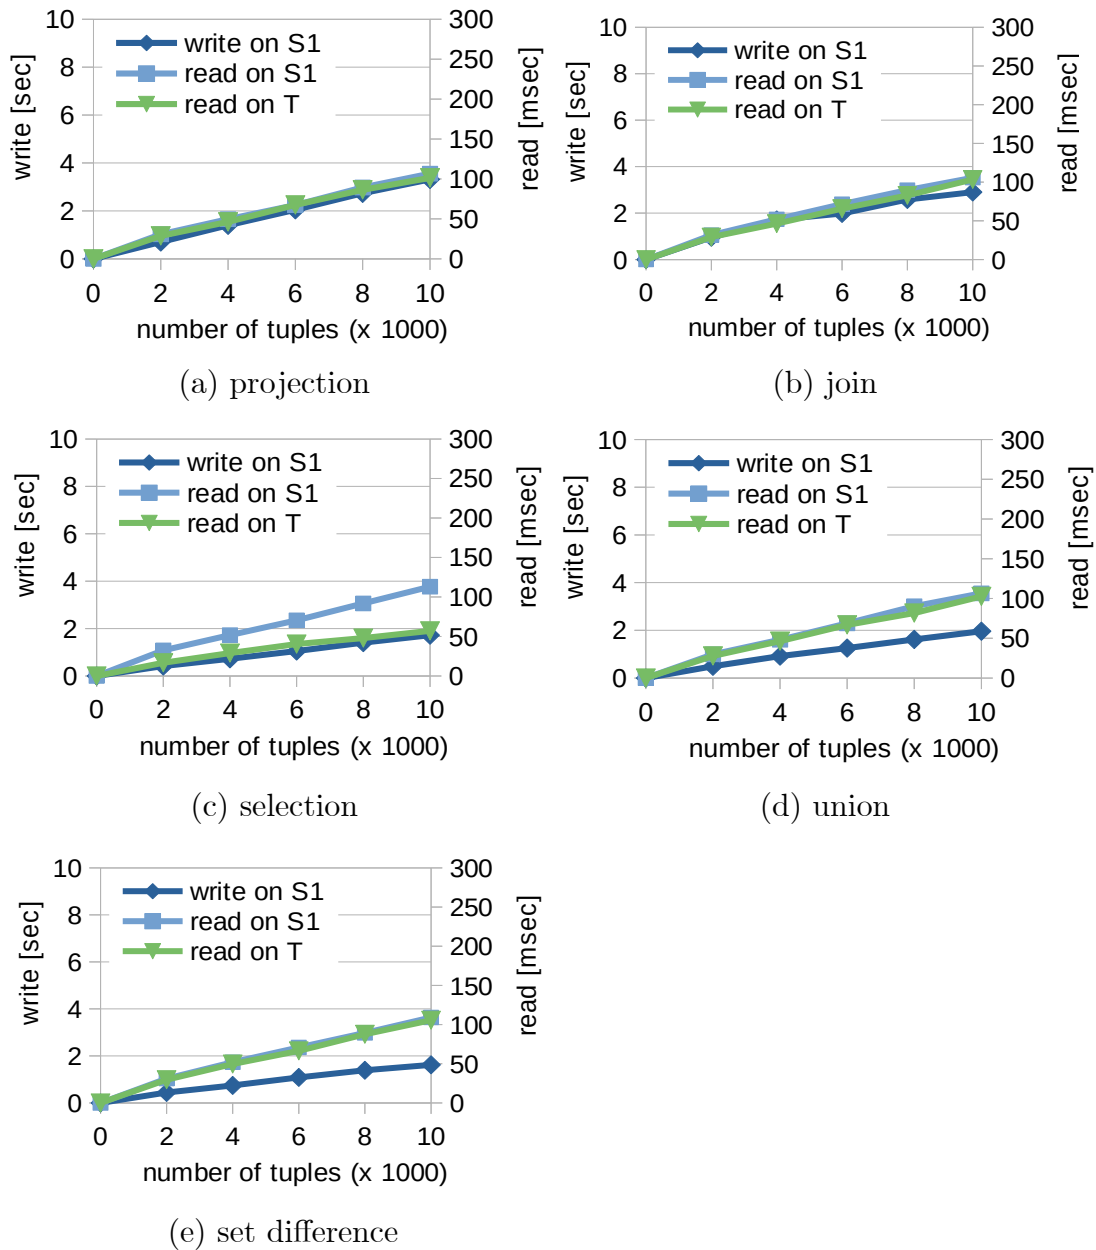 10
8
6
4
2
0
write [sec]
write on S1
read on S1
read on T
300
250
200
150
100
50
0
read [msec]
0 2 4 6 8 10
number of tuples (x 1000)
(a) projection
10
8
6
4
2
0
write [sec]
write on S1
read on S1
read on T
300
250
200
150
100
50
0
read [msec]
0 2 4 6 8 10
number of tuples (x 1000)
(b) join
10
8
6
4
2
0
write [sec]
write on S1
read on S1
read on T
300
250
200
150
100
50
0
read [msec]
0 2 4 6 8 10
number of tuples (x 1000)
(c) selection
10
8
6
4
2
0
write [sec]
write on S1
read on S1
read on T
300
250
200
150
100
50
0
read [msec]
0 2 4 6 8 10
number of tuples (x 1000)
(d) union
10
8
6
4
2
0
write [sec]
write on S1
read on S1
read on T
300
250
200
150
100
50
0
read [msec]
0 2 4 6 8 10
number of tuples (x 1000)
(e) set difference